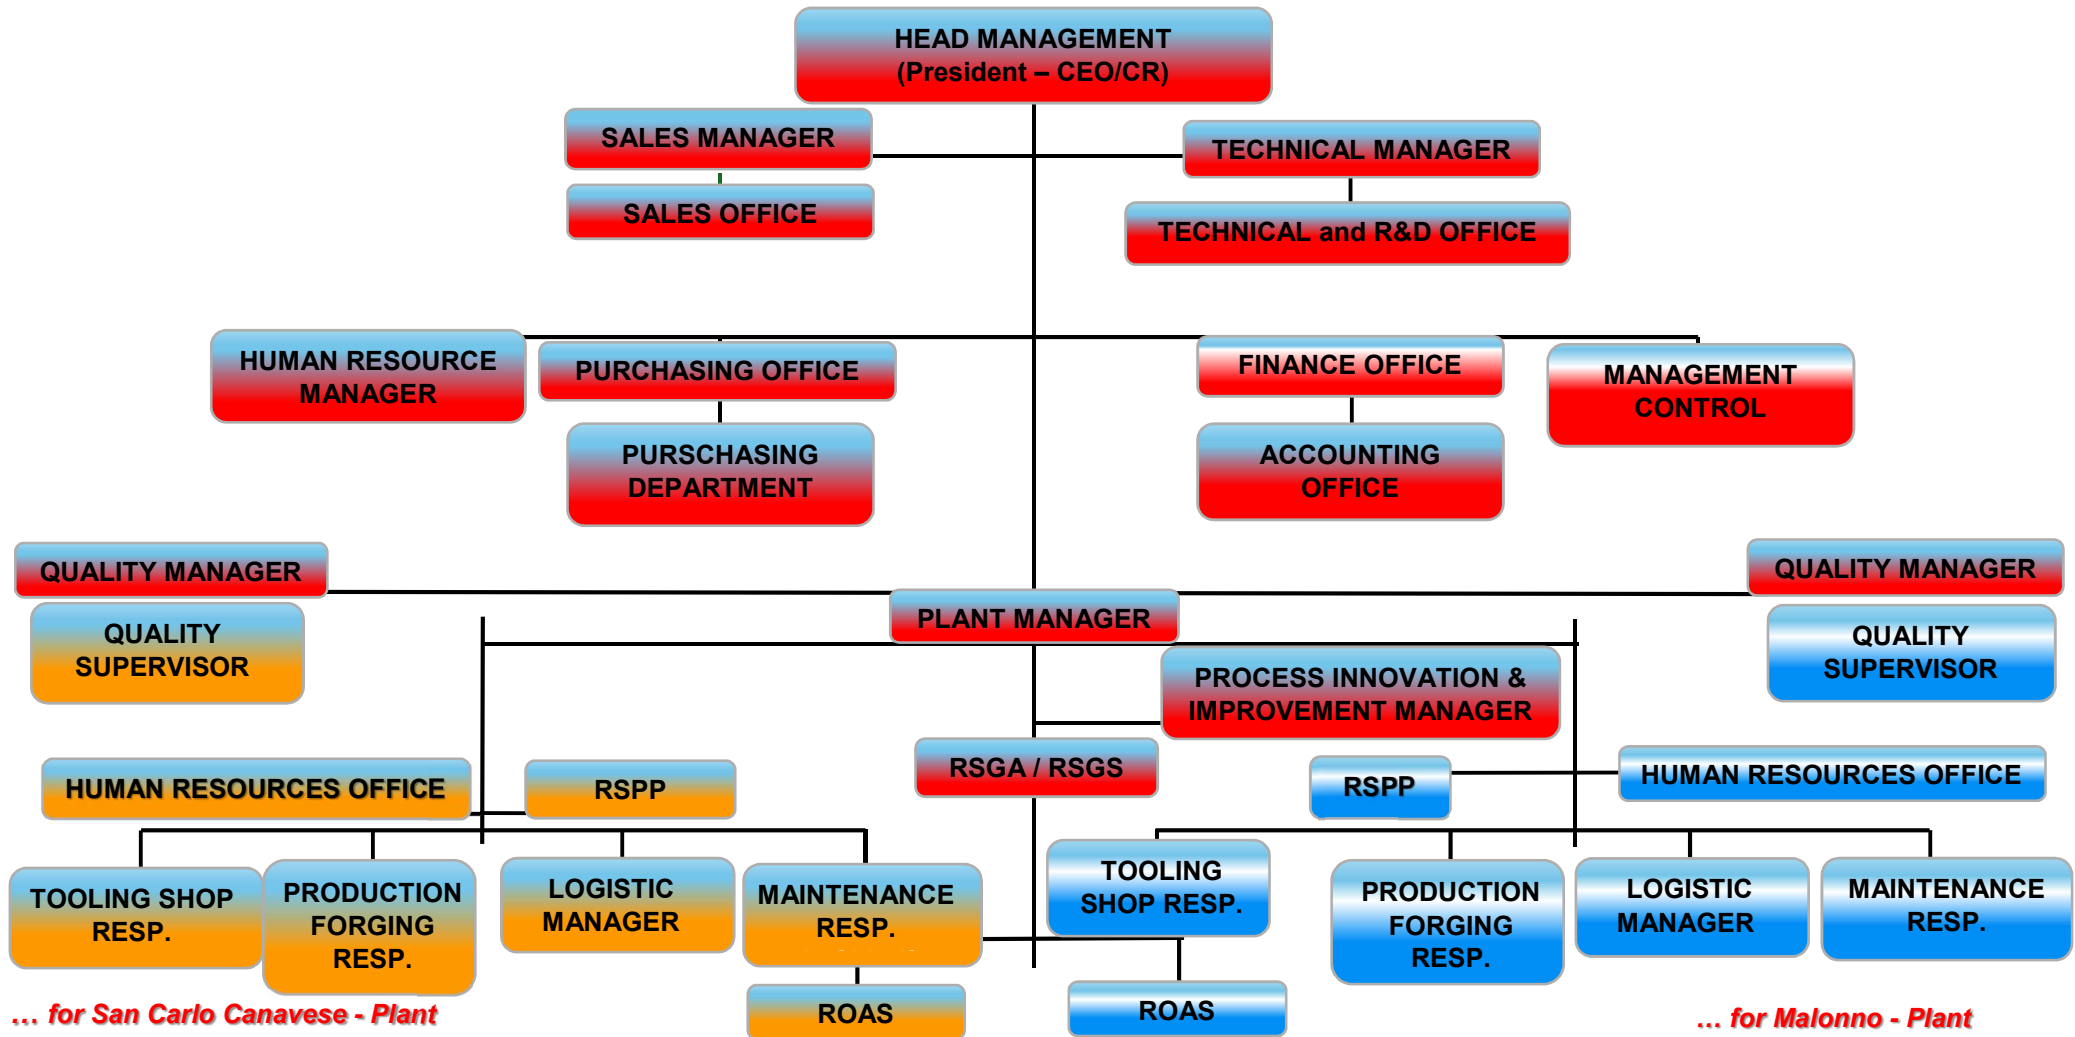 HEAD MANAGEMENT
(President – CEO/CR)
SALES MANAGER
TECHNICAL MANAGER
SALES OFFICE
TECHNICAL and R&D OFFICE
HUMAN RESOURCE
MANAGER
PURCHASING OFFICE
FINANCE OFFICE
MANAGEMENT
CONTROL
PURSCHASING
DEPARTMENT
ACCOUNTING
OFFICE
QUALITY MANAGER
QUALITY MANAGER
PLANT MANAGER
QUALITY
SUPERVISOR
QUALITY
SUPERVISOR
PROCESS INNOVATION &
IMPROVEMENT MANAGER
RSGA / RSGS
HUMAN RESOURCES OFFICE
RSPP
RSPP
HUMAN RESOURCES OFFICE
TOOLING SHOP
RESP.
PRODUCTION
FORGING
RESP.
LOGISTIC
MANAGER
MAINTENANCE
RESP.
TOOLING
SHOP RESP.
PRODUCTION
FORGING
RESP.
LOGISTIC
MANAGER
MAINTENANCE
RESP.
ROAS
ROAS
... for San Carlo Canavese - Plant
... for Malonno - Plant